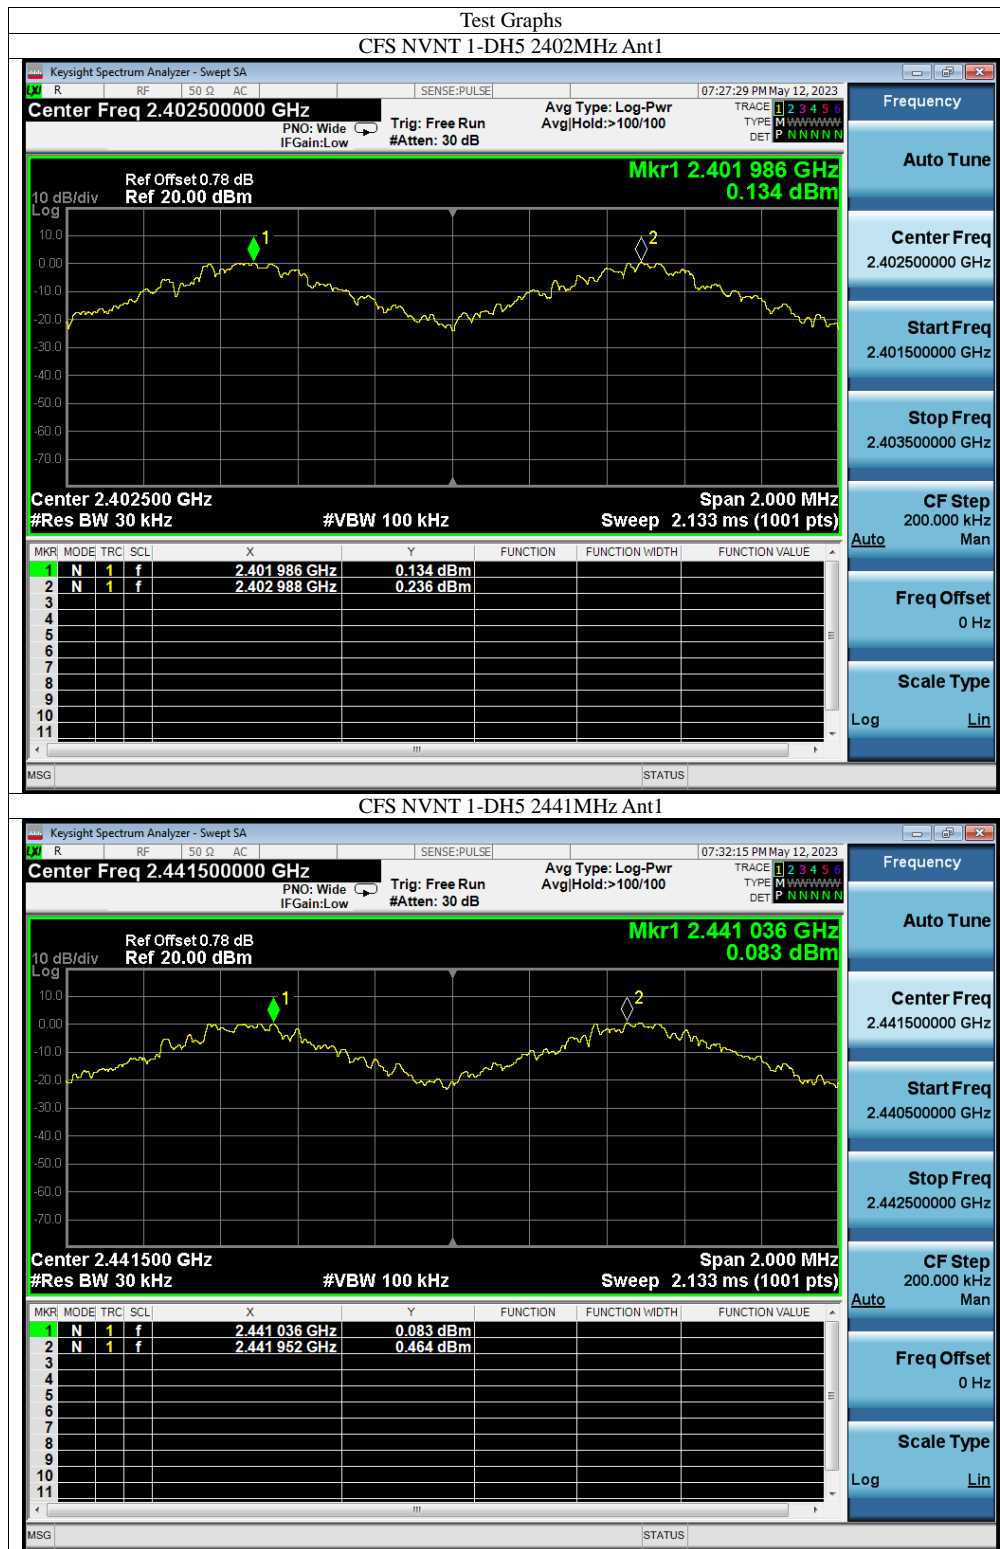 Test Graphs
CFS NVNT 1-DH5 2402MHz Ant1
Keysight Spectrum Analyzer - Swept SA
LXI R RF 50 Ω AC SENSE:PULSE 07:27:29 PM May 12, 2023
Center Freq 2.402500000 GHz
PNO: Wide
IFGain:Low
Trig: Free Run
#Atten: 30 dB
Avg Type: Log-Pwr
Avg|Hold:>100/100
TRACE 1 2 3 4 5 6
TYPE M WWWWW
DET P N N N N N
Mkr1 2.401 986 GHz
0.134 dBm
Ref Offset 0.78 dB
10 dB/div Ref 20.00 dBm
Log
10.0
0.00
-10.0
-20.0
-30.0
-40.0
-50.0
-60.0
-70.0
1
2
Center 2.402500 GHz Span 2.000 MHz
#Res BW 30 kHz #VBW 100 kHz Sweep 2.133 ms (1001 pts)
MKR MODE TRC SCL X Y FUNCTION FUNCTION WIDTH FUNCTION VALUE
1 N 1 f 2.401 986 GHz 0.134 dBm
2 N 1 f 2.402 988 GHz 0.236 dBm
3
4
5
6
7
8
9
10
11
MSG STATUS
Frequency
Auto Tune
Center Freq
2.402500000 GHz
Start Freq
2.401500000 GHz
Stop Freq
2.403500000 GHz
CF Step
200.000 kHz
Auto Man
Freq Offset
0 Hz
Scale Type
Log Lin
CFS NVNT 1-DH5 2441MHz Ant1
Keysight Spectrum Analyzer - Swept SA
LXI R RF 50 Ω AC SENSE:PULSE 07:32:15 PM May 12, 2023
Center Freq 2.441500000 GHz
PNO: Wide
IFGain:Low
Trig: Free Run
#Atten: 30 dB
Avg Type: Log-Pwr
Avg|Hold:>100/100
TRACE 1 2 3 4 5 6
TYPE M WWWWW
DET P N N N N N
Mkr1 2.441 036 GHz
0.083 dBm
Ref Offset 0.78 dB
10 dB/div Ref 20.00 dBm
Log
10.0
0.00
-10.0
-20.0
-30.0
-40.0
-50.0
-60.0
-70.0
1
2
Center 2.441500 GHz Span 2.000 MHz
#Res BW 30 kHz #VBW 100 kHz Sweep 2.133 ms (1001 pts)
MKR MODE TRC SCL X Y FUNCTION FUNCTION WIDTH FUNCTION VALUE
1 N 1 f 2.441 036 GHz 0.083 dBm
2 N 1 f 2.441 952 GHz 0.464 dBm
3
4
5
6
7
8
9
10
11
MSG STATUS
Frequency
Auto Tune
Center Freq
2.441500000 GHz
Start Freq
2.440500000 GHz
Stop Freq
2.442500000 GHz
CF Step
200.000 kHz
Auto Man
Freq Offset
0 Hz
Scale Type
Log Lin